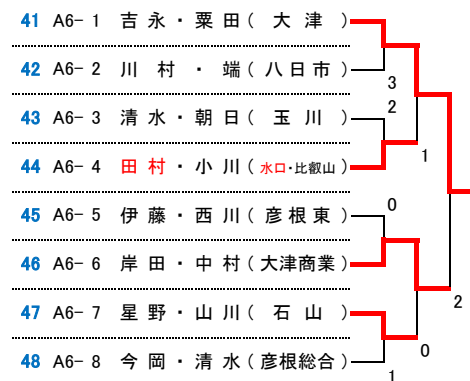 41 A6- 1 吉 永 ・ 粟 田 ( 大 津 )
42 A6- 2 川 村 ・ 端 ( 八日市 )
3
43 A6- 3 清 水 ・ 朝 日 ( 玉 川 )
2
1
44 A6- 4 田 村 ・ 小 川 ( 水口・比叡山 )
45 A6- 5 伊 藤 ・ 西 川 ( 彦根東 )
0
46 A6- 6 岸 田 ・ 中 村 ( 大津商業 )
2
47 A6- 7 星 野 ・ 山 川 ( 石 山 )
0
48 A6- 8 今 岡 ・ 清 水 ( 彦根総合 )
1